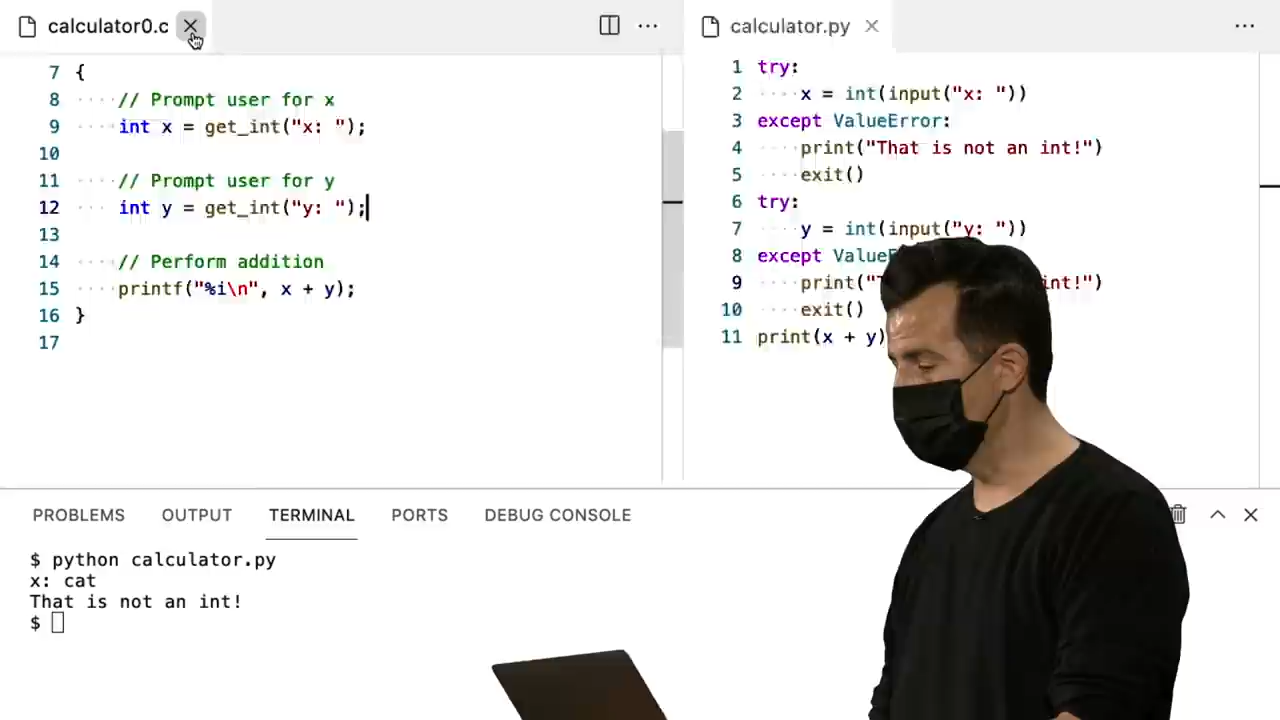 calculator0.c
7 {
8 // Prompt user for x
9 int x = get_int("x: ");
10
11 // Prompt user for y
12 int y = get_int("y: ");
13
14 // Perform addition
15 printf("%i\n", x + y);
16 }
17
calculator.py
1 try:
2 x = int(input("x: "))
3 except ValueError:
4 print("That is not an int!")
5 exit()
6 try:
7 y = int(input("y: "))
8 except Value
9 print("T int!")
10 exit()
11 print(x + y)
PROBLEMS OUTPUT TERMINAL PORTS DEBUG CONSOLE
$ python calculator.py
x: cat
That is not an int!
$